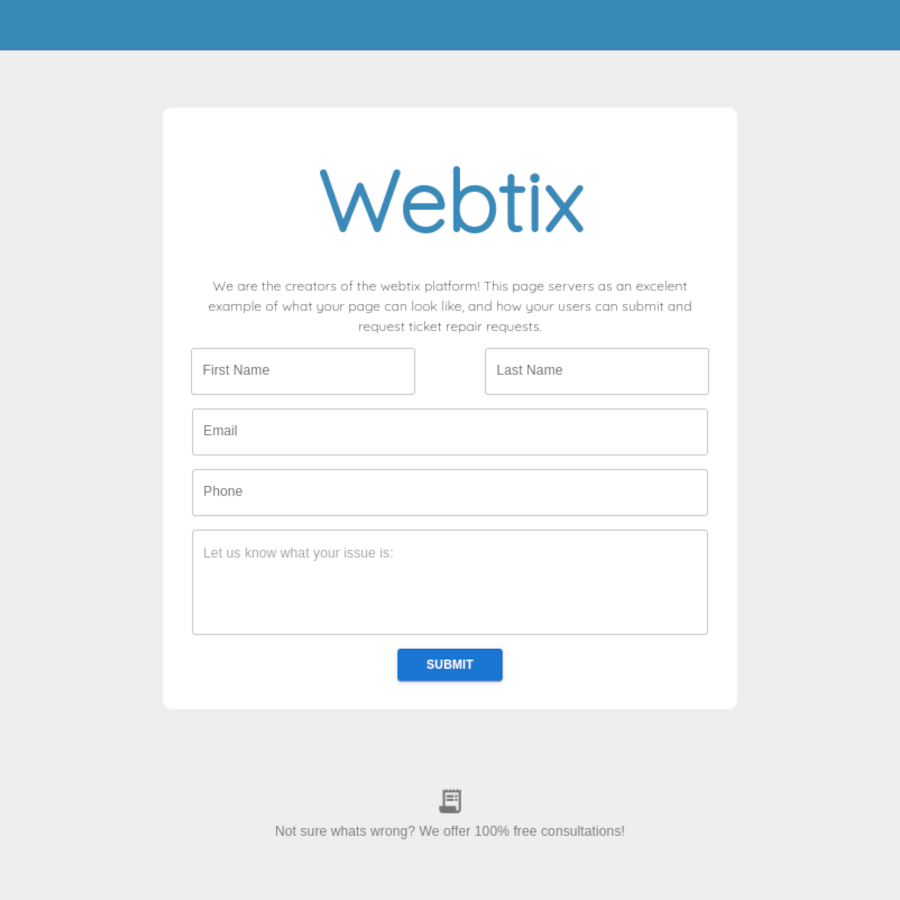 Webtix
We are the creators of the webtix platform! This page servers as an excelent
example of what your page can look like, and how your users can submit and
request ticket repair requests.
First Name
Last Name
Email
Phone
Let us know what your issue is:
SUBMIT
Not sure whats wrong? We offer 100% free consultations!